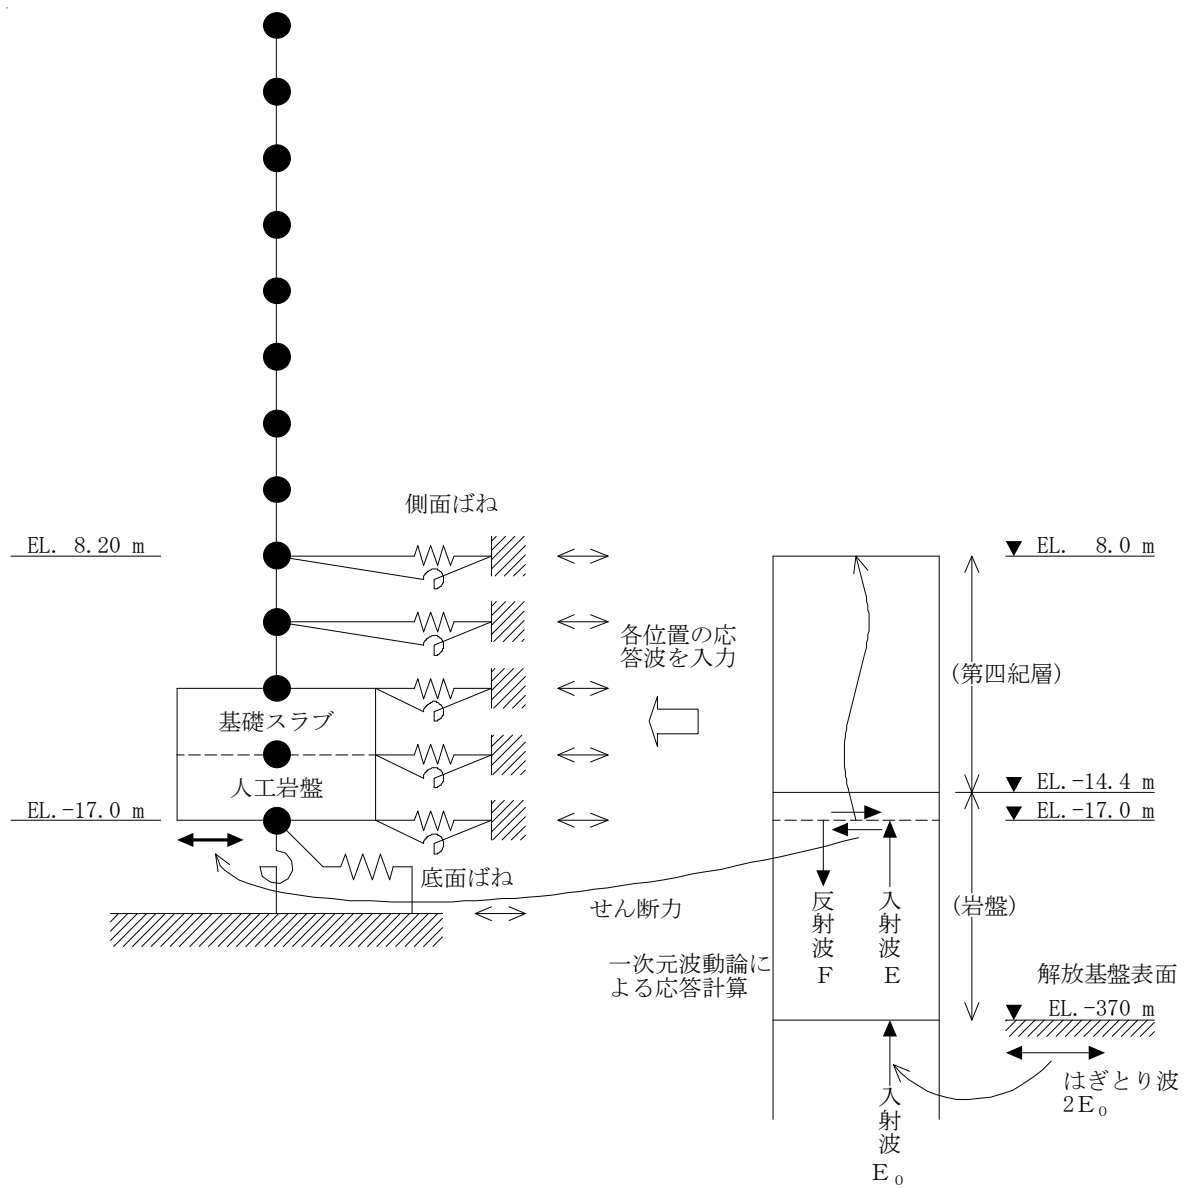 側面ばね
EL. 8.20 m
EL. 8.0 m
各位置の応
答波を入力
(第四紀層)
基礎スラブ
人工岩盤
EL.-14.4 m
EL.-17.0 m
EL.-17.0 m
底面ばね
せん断力
反射波F
入射波E
(岩盤)
一次元波動論に
よる応答計算
解放基盤表面
EL.-370 m
はぎとり波
2E₀
入射波E₀